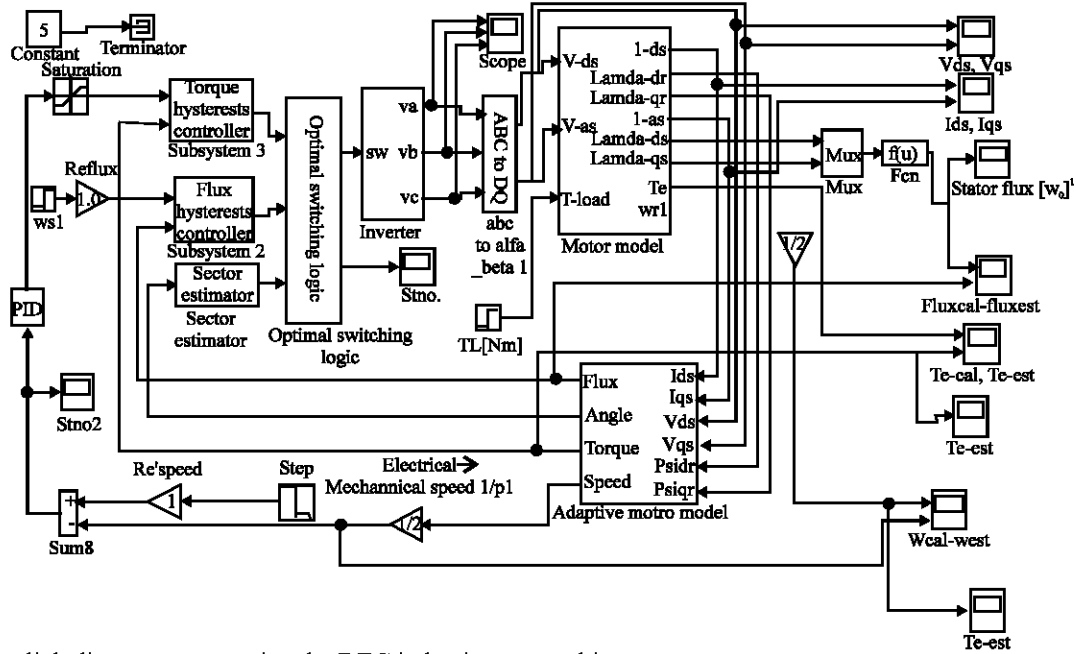 5
Constant
Terminator
Saturation
Torque
hysterests
controller
Subsystem 3
Reflux
1.0
ws1
Flux
hysterests
controller
Subsystem 2
Sector
estimator
Sector
estimator
PID
Stno2
Optimal switching logic
Optimal switching
logic
sw
va
vb
vc
Inverter
Stno.
Scope
ABC to DQ
abc
to alfa
_beta 1
TL[Nm]
V-ds
V-as
T-load
1-ds
Lamda-dr
Lamda-qr
1-as
Lamda-ds
Lamda-qs
Te
wr1
Motor model
Vds, Vqs
Ids, Iqs
Mux
Mux
f(u)
Fcn
Stator flux
1/2
Fluxcal-fluxest
Te-cal, Te-est
Te-est
Flux
Angle
Torque
Speed
Ids
Iqs
Vds
Vqs
Psidr
Psiqr
Adaptive motro model
Electrical→
Mechannical speed 1/p1
Re'speed
1
Step
1/2
+
-
Sum8
Wcal-west
Te-est